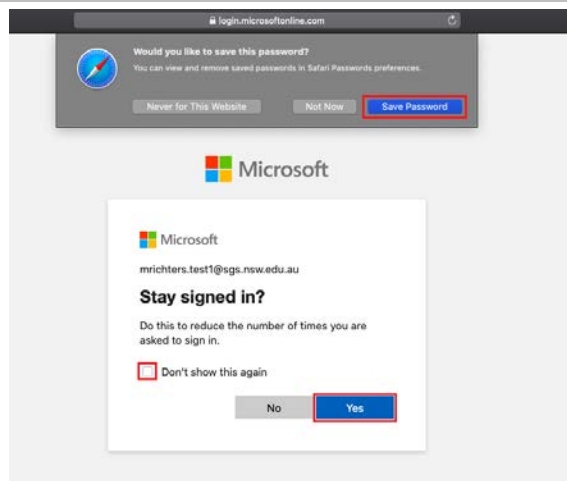 login.microsoftonline.com
Would you like to save this password?
You can view and remove saved passwords in Safari Passwords preferences.
Never for This Website Not Now Save Password
Microsoft
Microsoft
mrichters.test1@sgs.nsw.edu.au
Stay signed in?
Do this to reduce the number of times you are
asked to sign in.
Don't show this again
No Yes